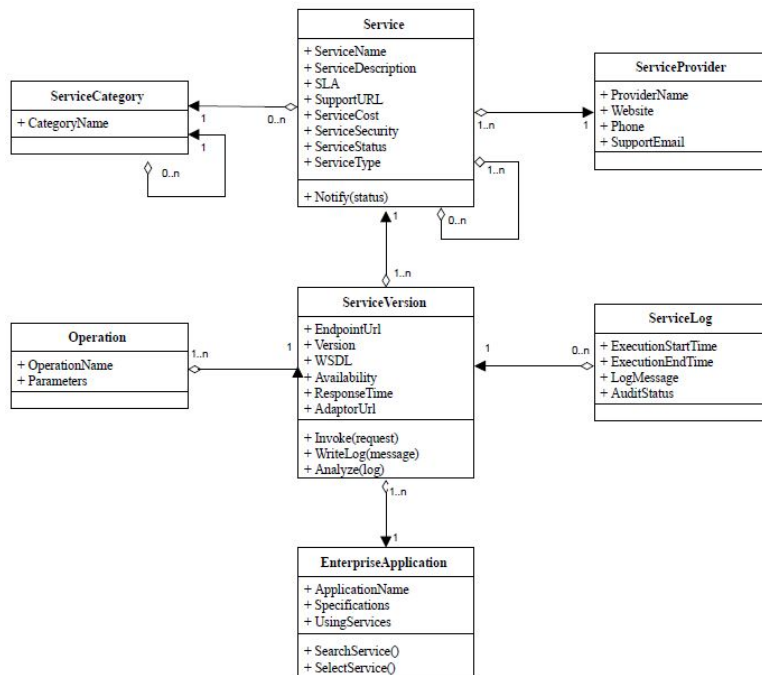 Service
+ ServiceName
+ ServiceDescription
+ SLA
+ SupportURL
+ ServiceCost
+ ServiceSecurity
+ ServiceStatus
+ ServiceType
+ Notify(status)
ServiceCategory
+ CategoryName
ServiceProvider
+ ProviderName
+ Website
+ Phone
+ SupportEmail
1
0..n
1
0..n
1..n
1
1..n
0..n
1
1..n
ServiceVersion
+ EndpointUrl
+ Version
+ WSDL
+ Availability
+ ResponseTime
+ AdaptorUrl
+ Invoke(request)
+ WriteLog(message)
+ Analyze(log)
Operation
+ OperationName
+ Parameters
1..n
1
ServiceLog
+ ExecutionStartTime
+ ExecutionEndTime
+ LogMessage
+ AuditStatus
1
0..n
1..n
1
EnterpriseApplication
+ ApplicationName
+ Specifications
+ UsingServices
+ SearchService()
+ SelectService()